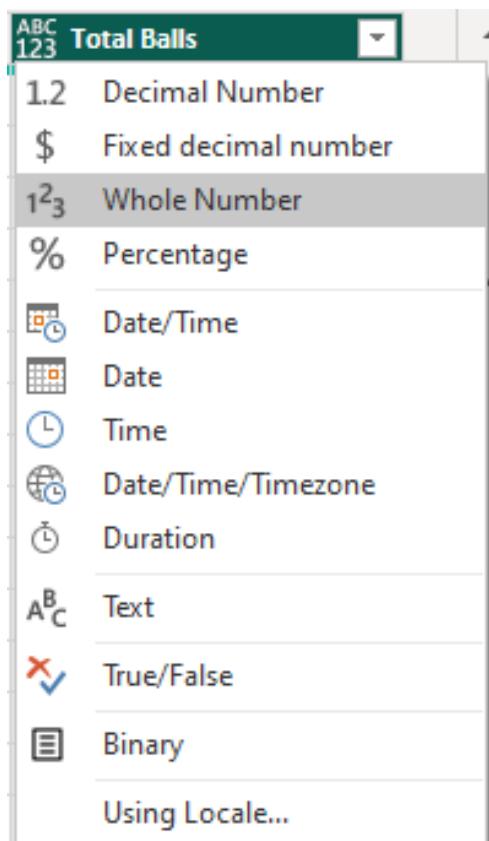 ABC
123 Total Balls
1.2 Decimal Number
$ Fixed decimal number
1²3 Whole Number
% Percentage
Date/Time
Date
Time
Date/Time/Timezone
Duration
ABC Text
True/False
Binary
Using Locale...